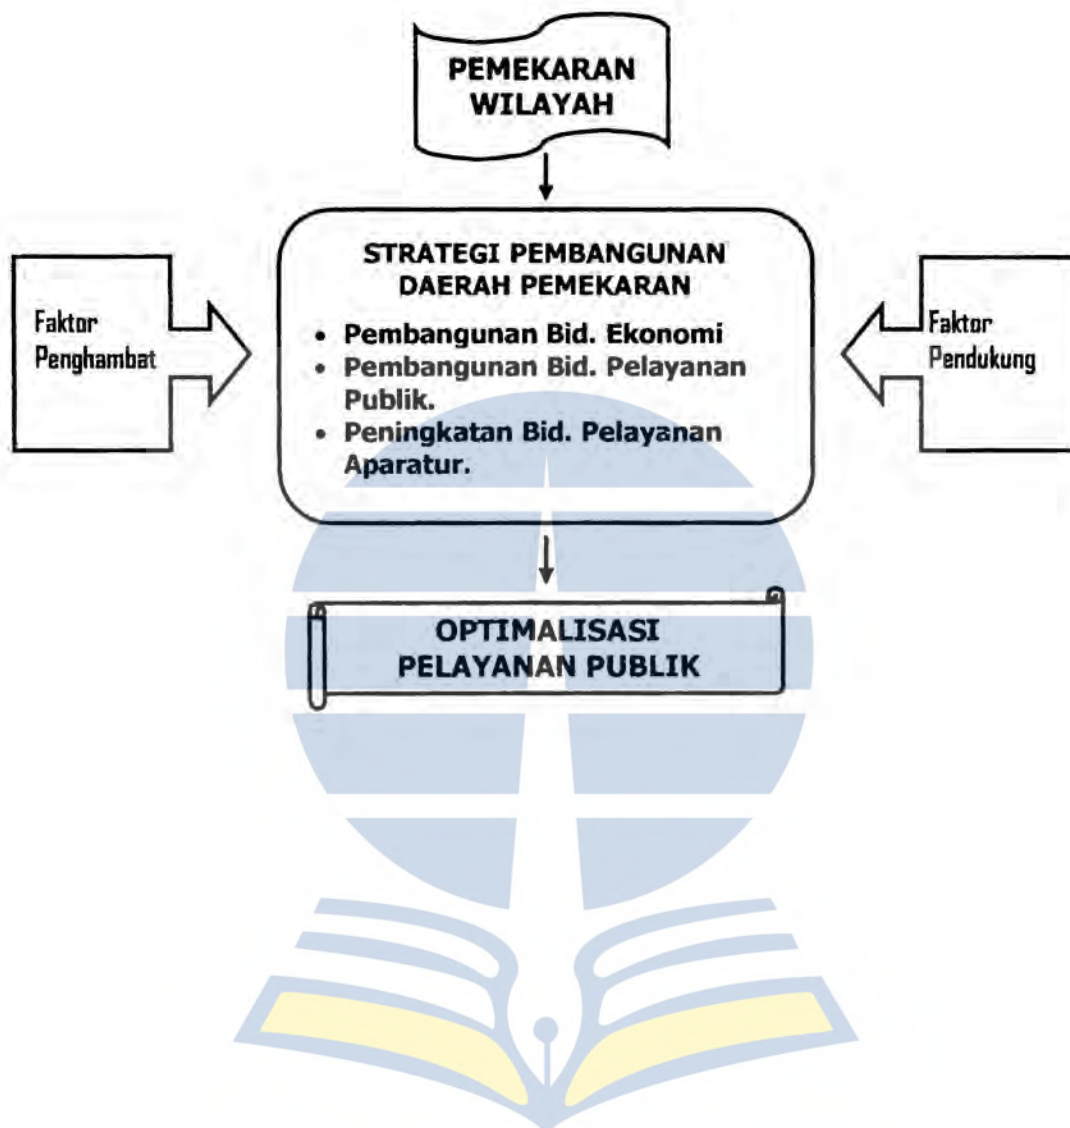 PEMEKARAN
WILAYAH
STRATEGI PEMBANGUNAN
DAERAH PEMEKARAN
• Pembangunan Bid. Ekonomi
• Pembangunan Bid. Pelayanan
Publik.
• Peningkatan Bid. Pelayanan
Aparatur.
Faktor
Penghambat
Faktor
Pendukung
OPTIMALISASI
PELAYANAN PUBLIK